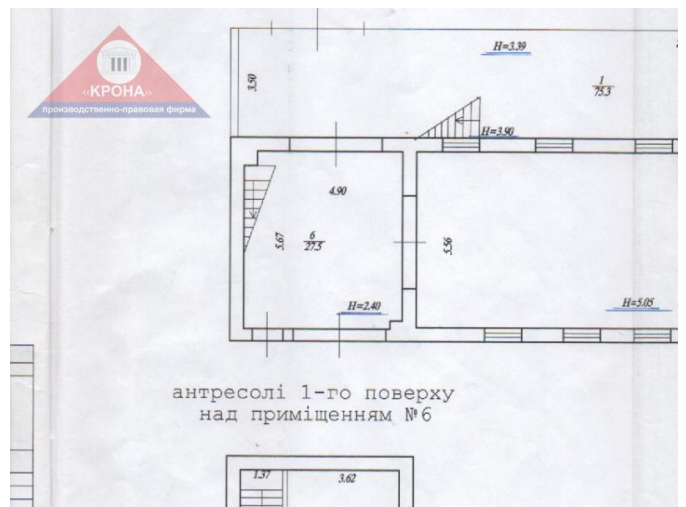 «КРОНА»
производственно-правовая фирма
H=3.39
3.50
1
75.3
H=3.90
4.90
5.67
6
27.5
5.56
H=2.40
H=5.05
антресолі 1-го поверху
над приміщенням №6
1.37
3.62